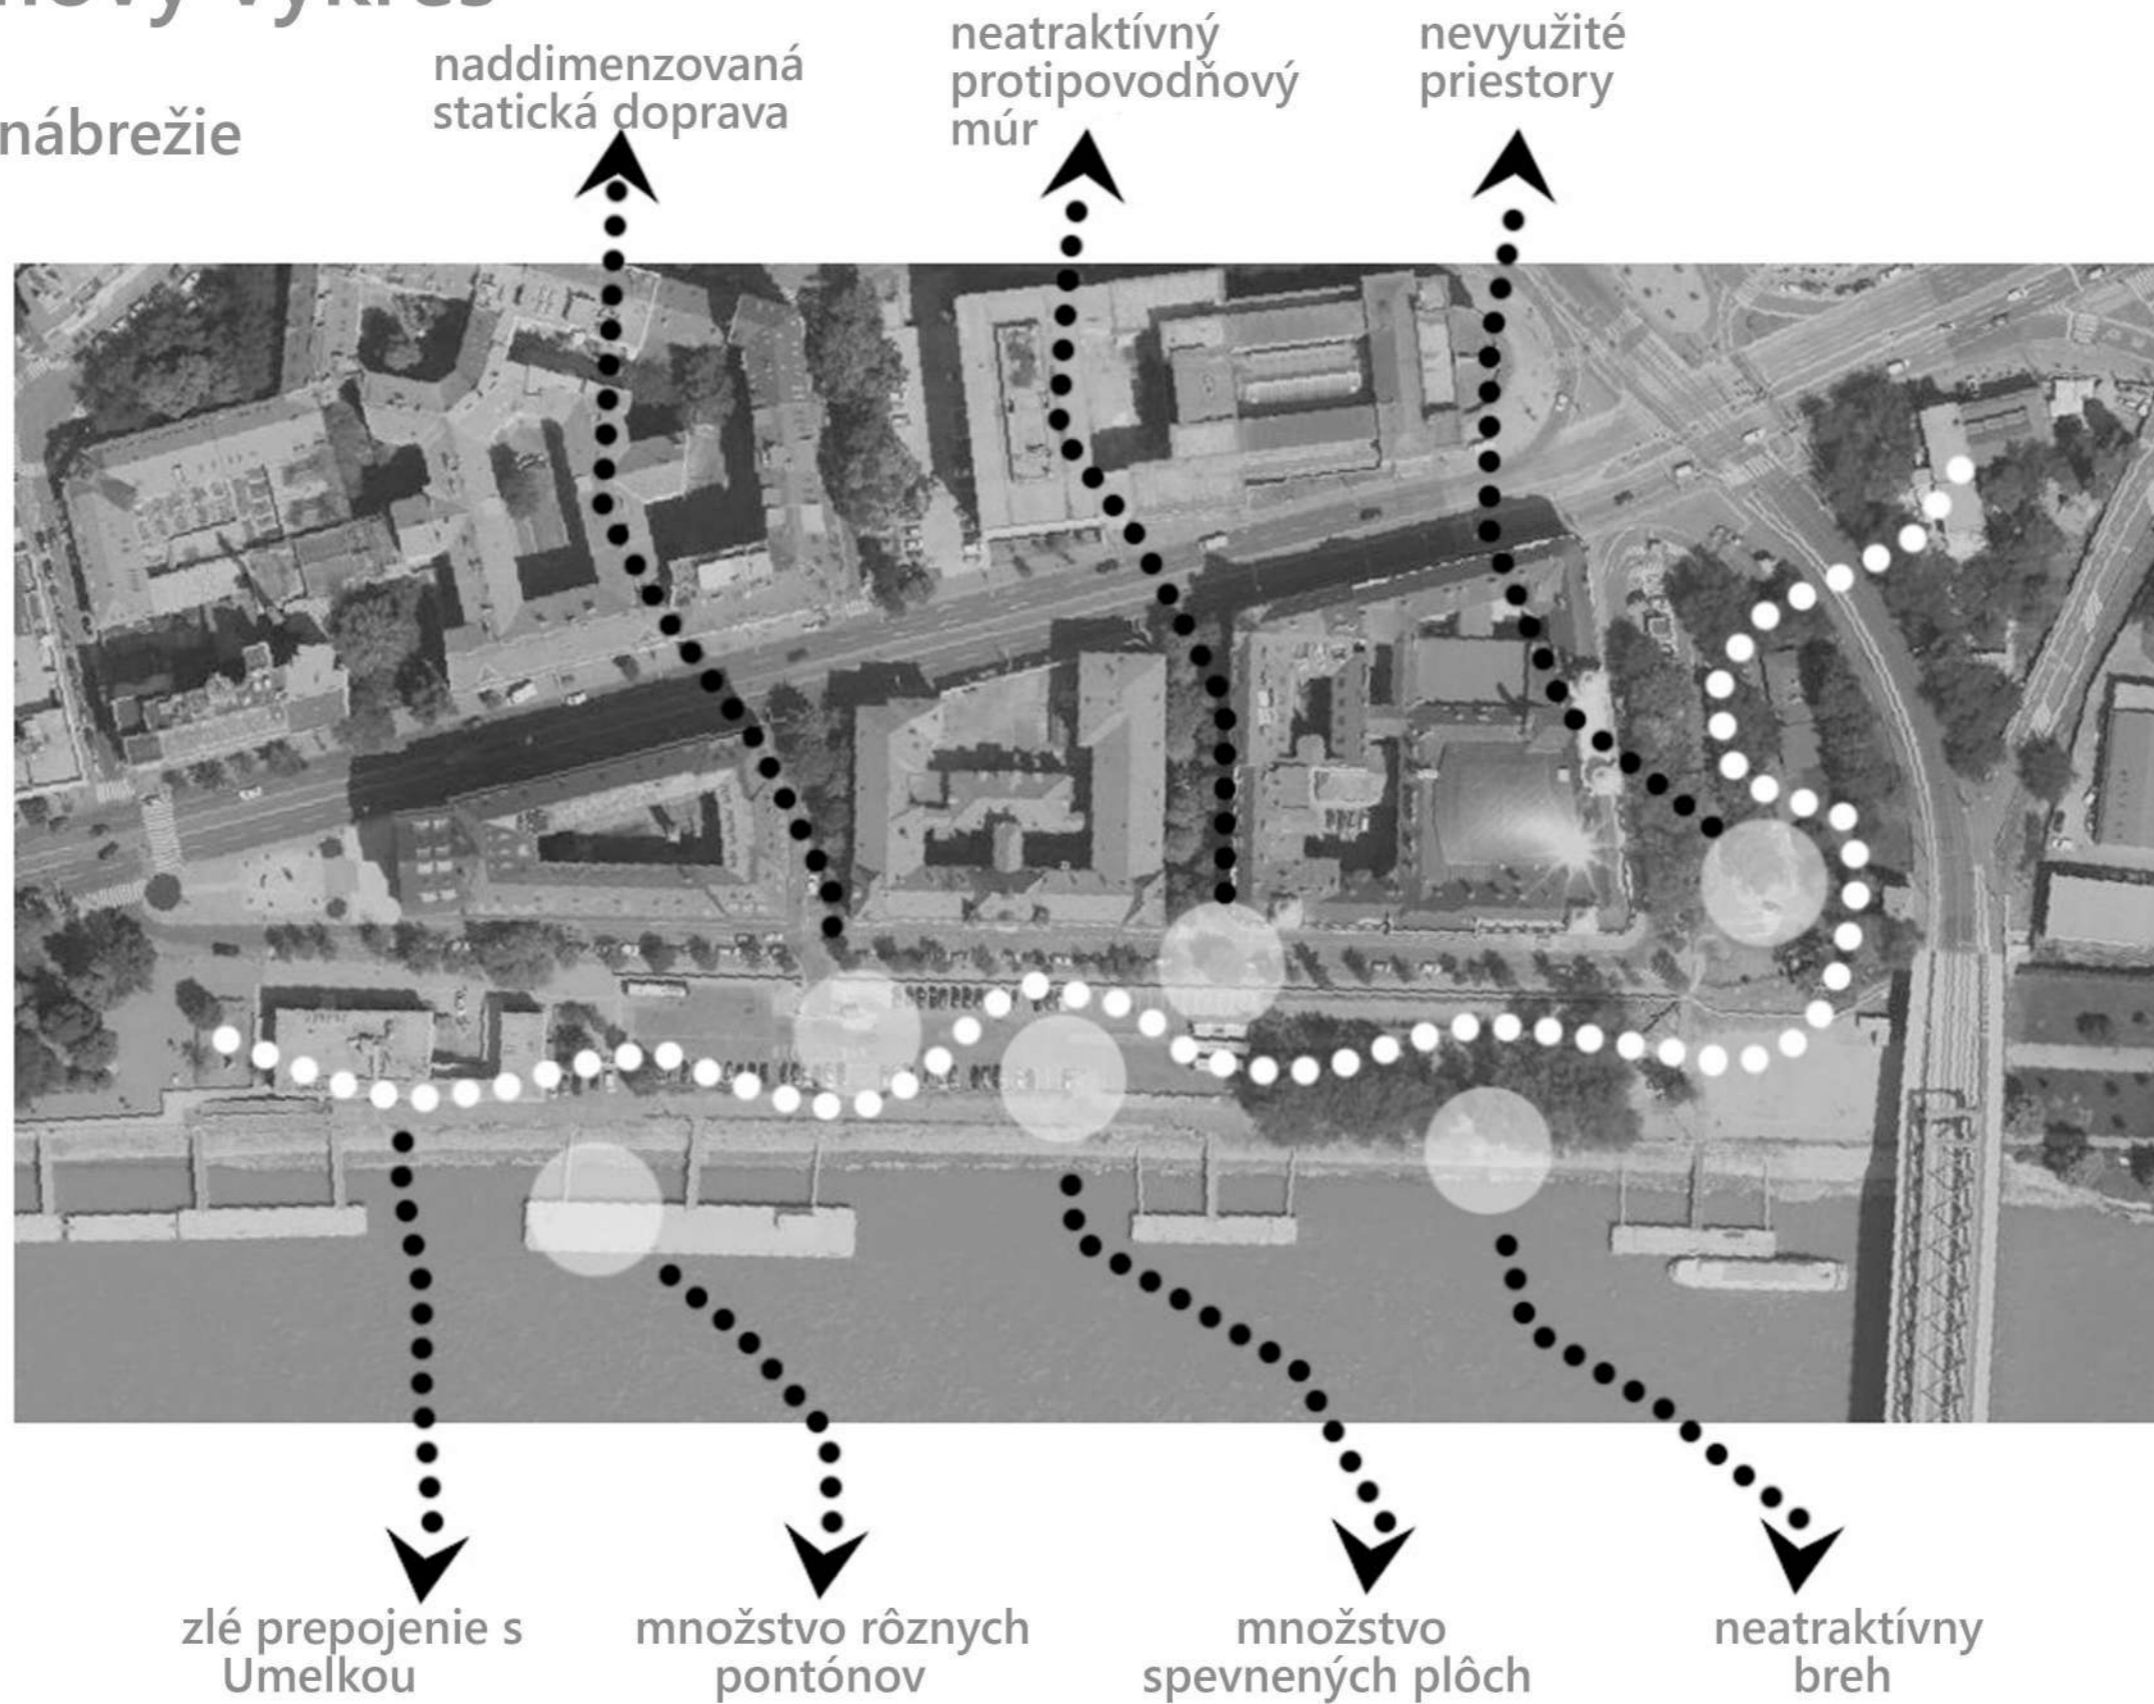 výkres
nábrežie
naddimenzovaná
statická doprava
neatraktívný
protipovodňový
múr
nevyužité
priestory
zlé prepojenie s
Umelkou
množstvo rôznych
pontónov
množstvo
spevnených plôch
neatraktívny
breh